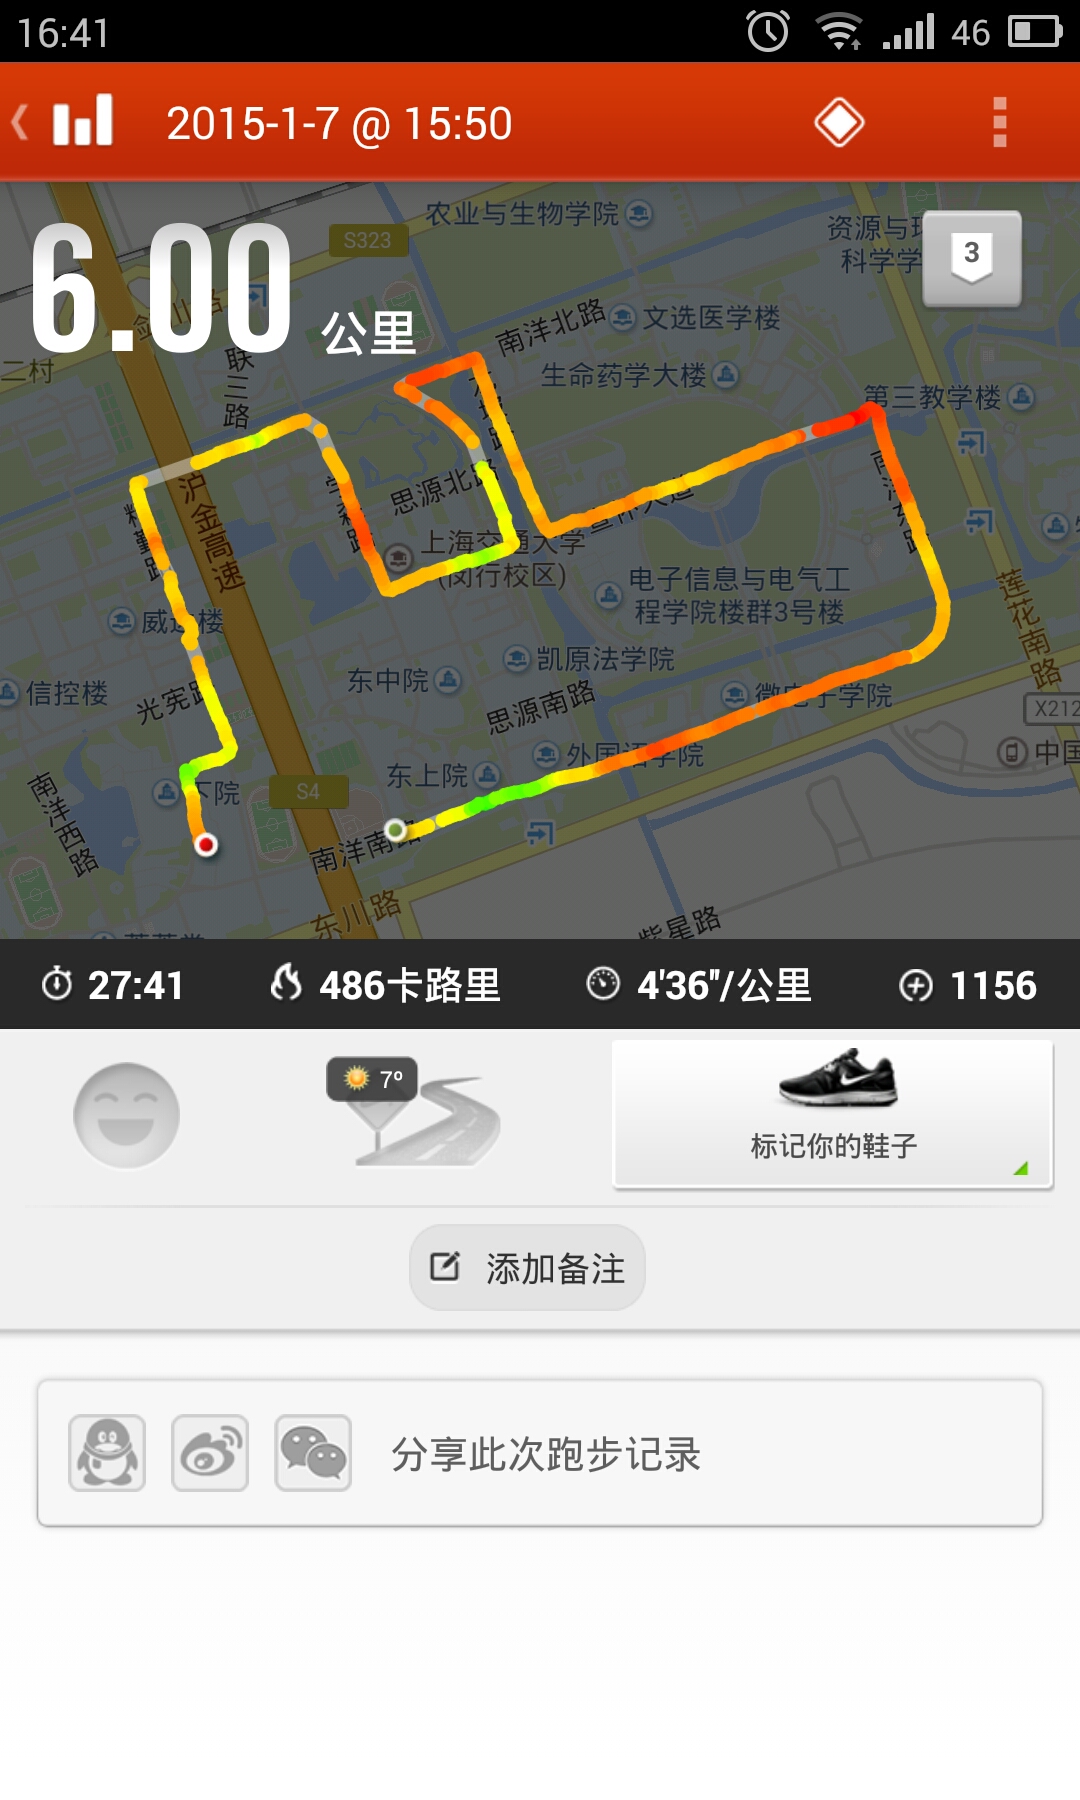 16:41
46
2015-1-7 @ 15:50
农业与生物学院
S323
资源与环
科学学
3
6.00 公里
南洋北路
文选医学楼
二村
联三路
生命药学大楼
第三教学楼
沪金高速
思源北路
上海交通大学
(闵行校区)
电子信息与电气工
程学院楼群3号楼
莲花南路
凯原法学院
东中院
信控楼
光宪路
思源南路
微电子学院
X212
外国语学院
中国
东上院
下院
S4
南洋西路
南洋南路
东川路
紫星路
27:41
486卡路里
4'36"/公里
1156
7°
标记你的鞋子
添加备注
分享此次跑步记录